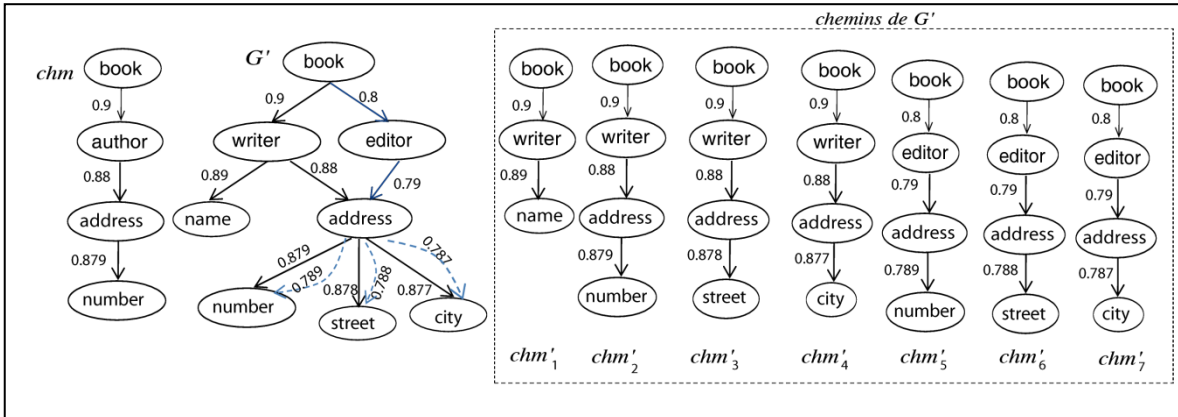 chemins de G'
chm
book
0.9
author
0.88
address
0.879
number
G'
book
0.9
0.8
writer
editor
0.89
0.88
0.79
name
address
0.879
0.789
0.878
0.788
0.877
0.787
number
street
city
book
0.9
writer
0.89
name
chm'1
book
0.9
writer
0.88
address
0.879
number
chm'2
book
0.9
writer
0.88
address
0.878
street
chm'3
book
0.9
writer
0.88
address
0.877
city
chm'4
book
0.8
editor
0.79
address
0.789
number
chm'5
book
0.8
editor
0.79
address
0.788
street
chm'6
book
0.8
editor
0.79
address
0.787
city
chm'7